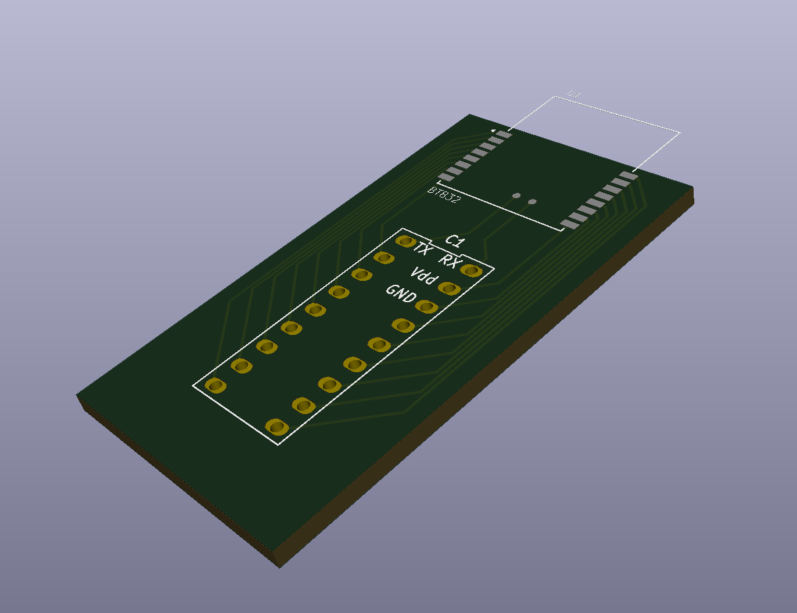 BT832
C1
TX RX
Vdd
GND